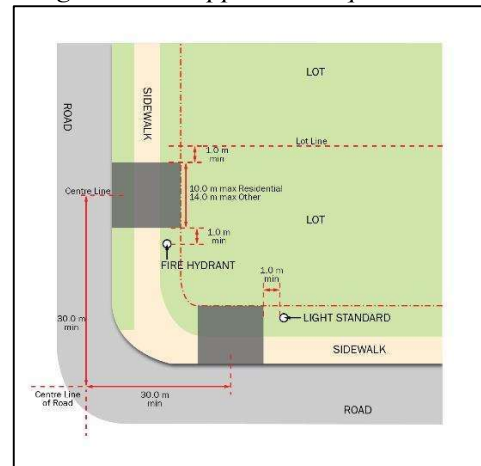 LOT
ROAD
SIDEWALK
Lot Line
1.0 m
min
Centre Line
10.0 m max Residential
14.0 m max Other
LOT
1.0 m
min
FIRE HYDRANT
1.0 m
min
LIGHT STANDARD
30.0 m
min
SIDEWALK
Centre Line
of Road
30.0 m
min
ROAD